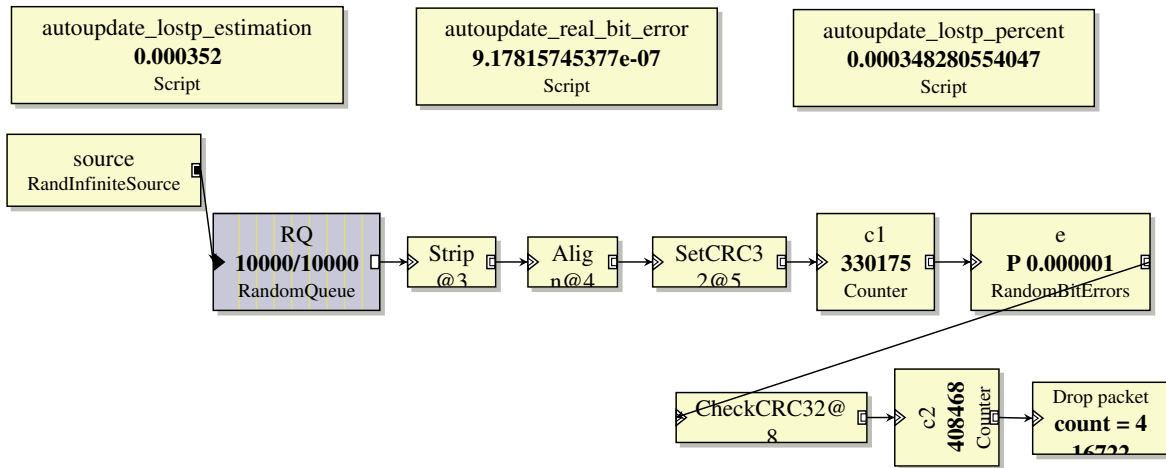 autoupdate_lostp_estimation
0.000352
Script
autoupdate_real_bit_error
9.17815745377e-07
Script
autoupdate_lostp_percent
0.000348280554047
Script
source
RandInfiniteSource
RQ
10000/10000
RandomQueue
Strip
@3
Alig
n@4
SetCRC3
2@5
c1
330175
Counter
e
P 0.000001
RandomBitErrors
CheckCRC32@
8
c2
408468
Counter
Drop packet
count = 4
16722